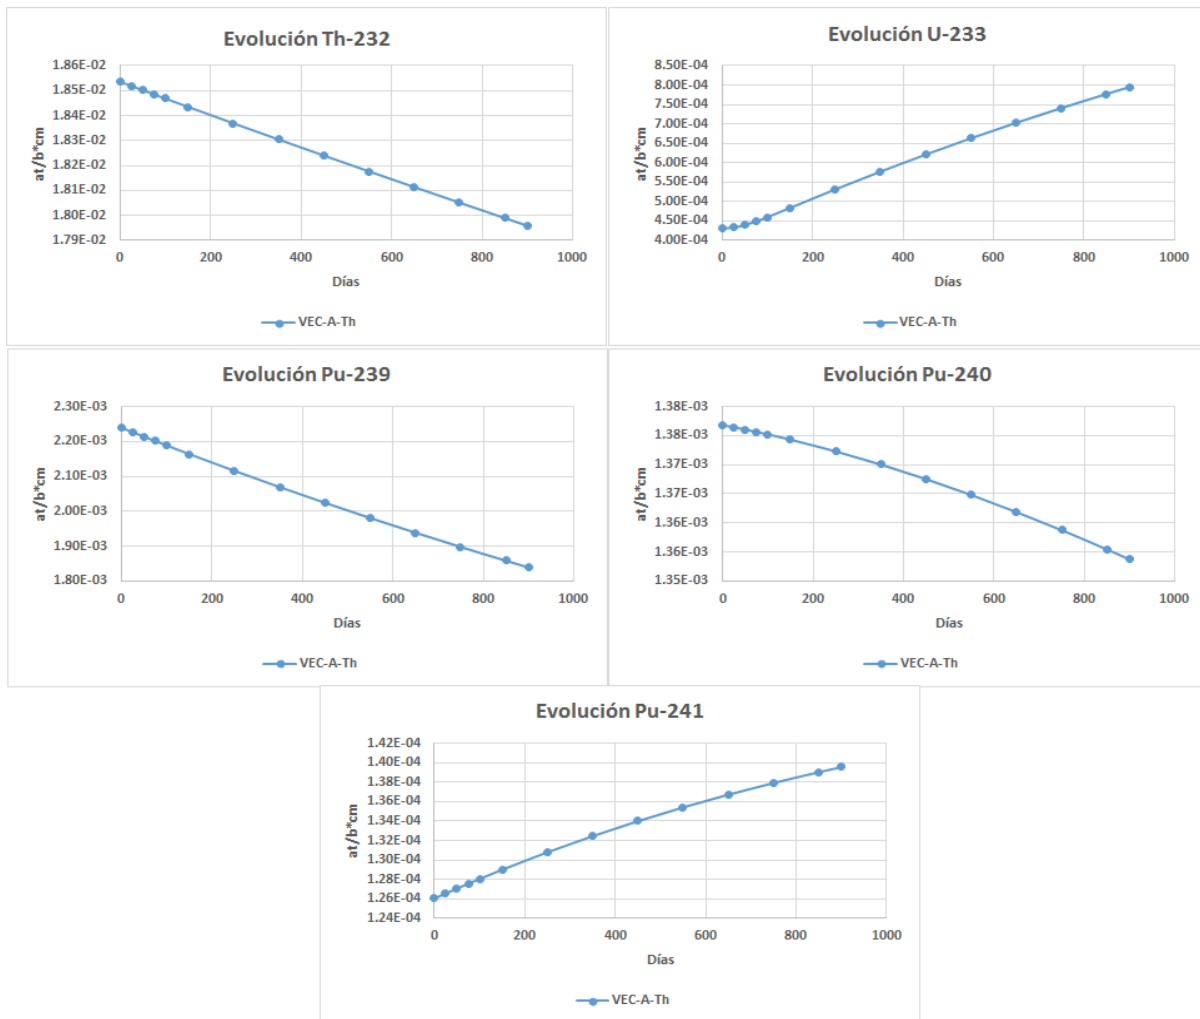 Evolución Th-232
1.86E-02
1.85E-02
1.84E-02
1.83E-02
1.82E-02
1.81E-02
1.80E-02
1.79E-02
at/b*cm
0 200 400 600 800 1000
Días
VEC-A-Th
Evolución U-233
8.50E-04
8.00E-04
7.50E-04
7.00E-04
6.50E-04
6.00E-04
5.50E-04
5.00E-04
4.50E-04
4.00E-04
at/b*cm
0 200 400 600 800 1000
Días
VEC-A-Th
Evolución Pu-239
2.30E-03
2.20E-03
2.10E-03
2.00E-03
1.90E-03
1.80E-03
at/b*cm
0 200 400 600 800 1000
Días
VEC-A-Th
Evolución Pu-240
1.38E-03
1.38E-03
1.37E-03
1.37E-03
1.36E-03
1.36E-03
1.35E-03
at/b*cm
0 200 400 600 800 1000
Días
VEC-A-Th
Evolución Pu-241
1.42E-04
1.40E-04
1.38E-04
1.36E-04
1.34E-04
1.32E-04
1.30E-04
1.28E-04
1.26E-04
1.24E-04
at/b*cm
0 200 400 600 800 1000
Días
VEC-A-Th